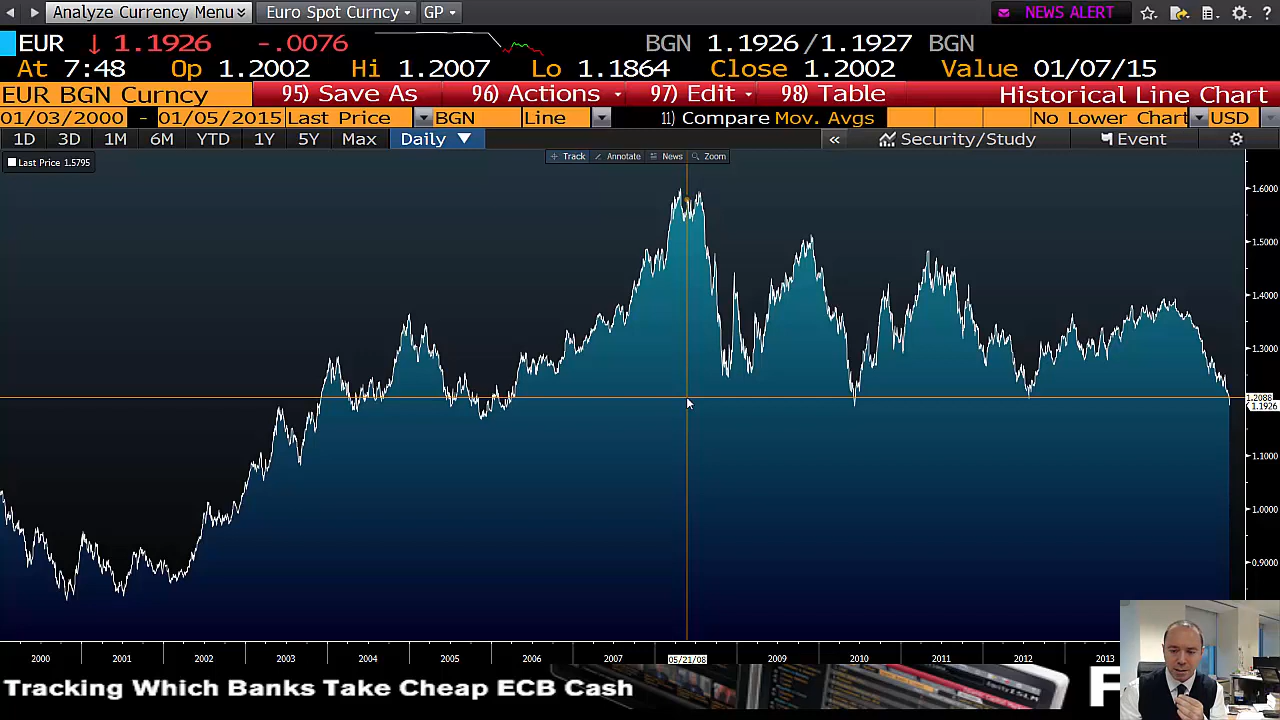 Analyze Currency Menu Euro Spot Curncy GP NEWS ALERT ?
EUR ↓ 1.1926 -.0076 BGN 1.1926 / 1.1927 BGN
At 7:48 Op 1.2002 Hi 1.2007 Lo 1.1864 Close 1.2002 Value 01/07/15
EUR BGN Curncy 95) Save As 96) Actions 97) Edit 98) Table Historical Line Chart
01/03/2000 - 01/05/2015 Last Price BGN Line 11) Compare Mov. Avgs No Lower Chart USD
1D 3D 1M 6M YTD 1Y 5Y Max Daily ▼ « Security/Study Event
Track Annotate News Zoom
Last Price 1.5795
1.6000
1.5000
1.4000
1.3000
1.2088
1.1926
1.1000
1.0000
0.9000
2000 2001 2002 2003 2004 2005 2006 2007 05/21/08 2009 2010 2011 2012 2013
Tracking Which Banks Take Cheap ECB Cash F